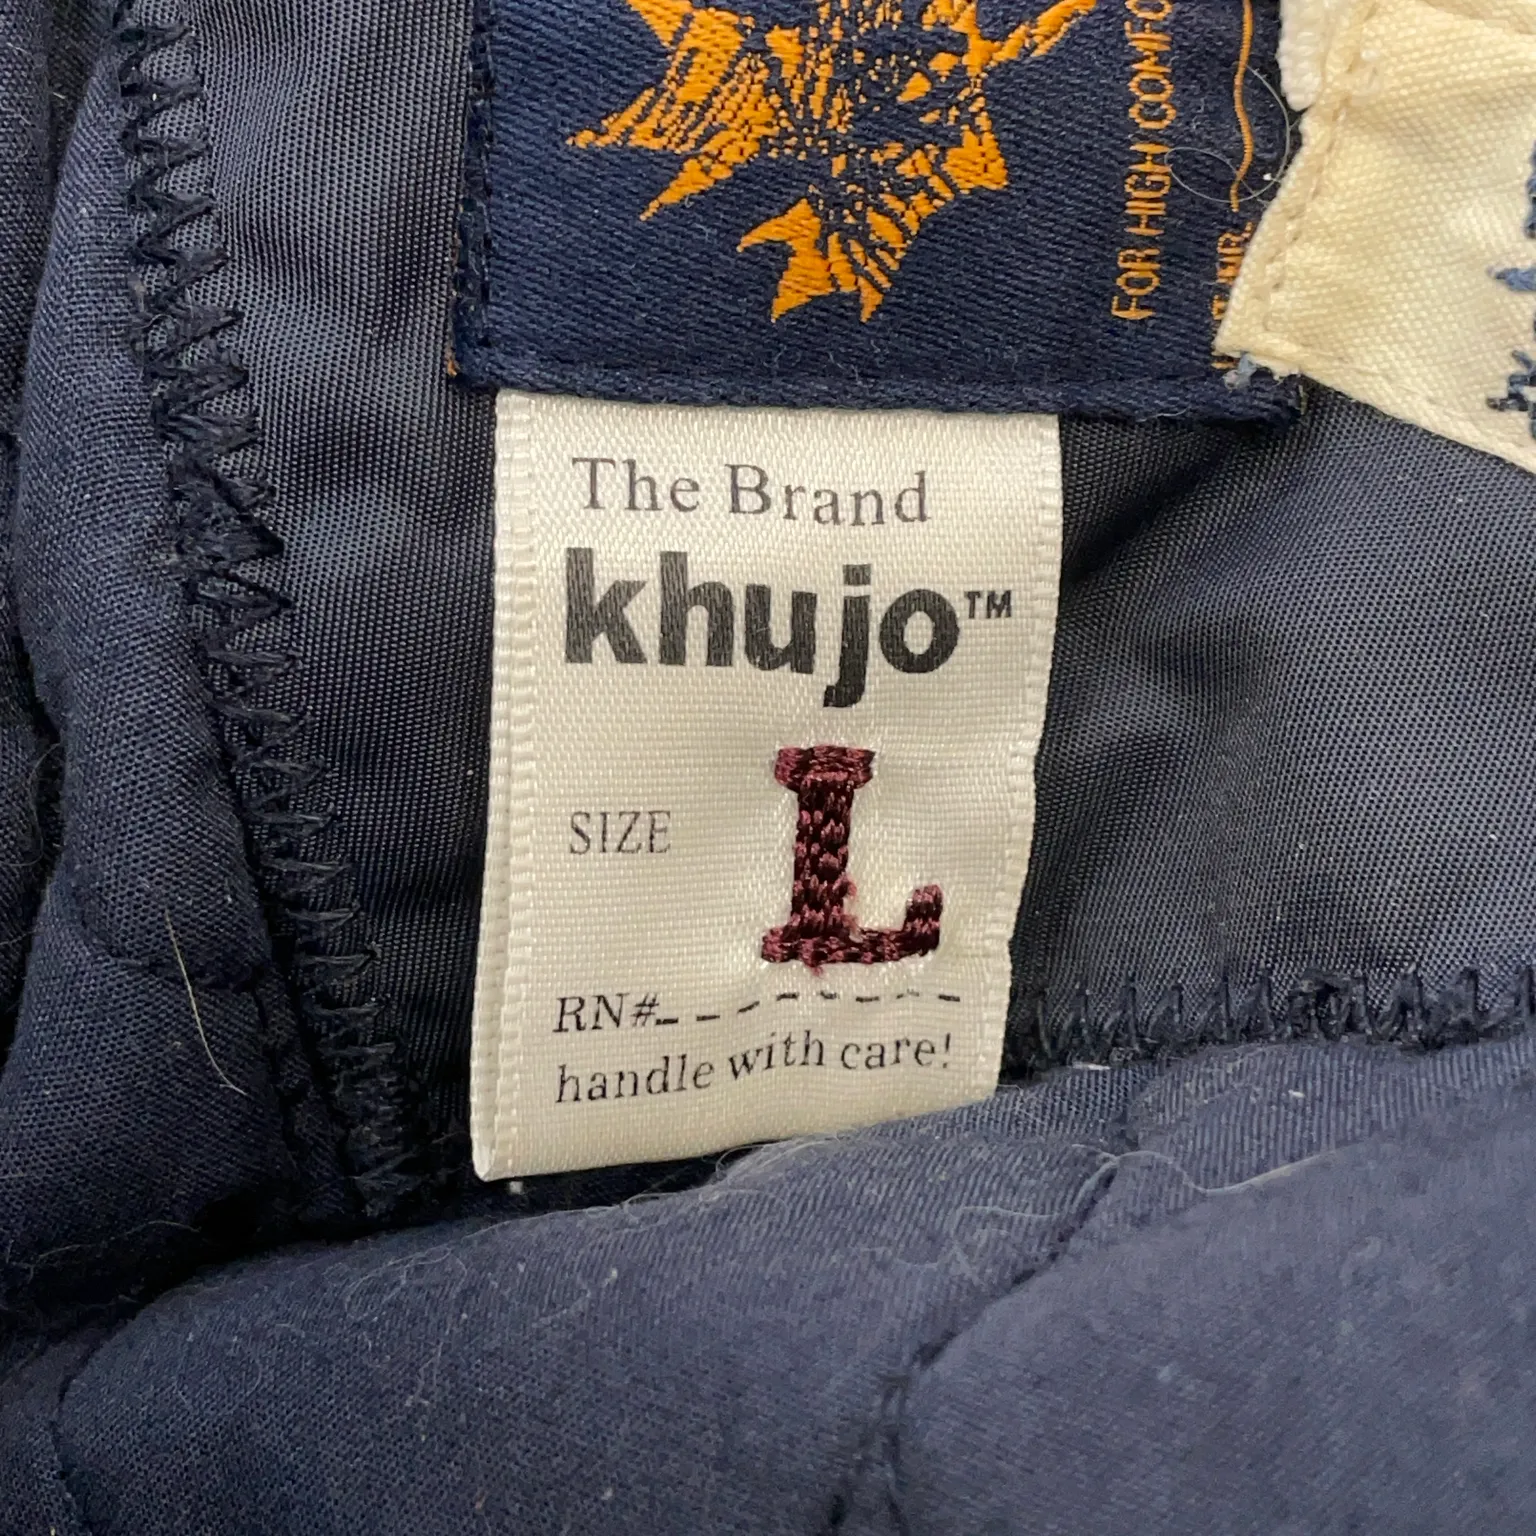 FOR HIGH COMFO
The Brand
khujo™
SIZE L
RN#_ _ _ _ _ _ _ _
handle with care!